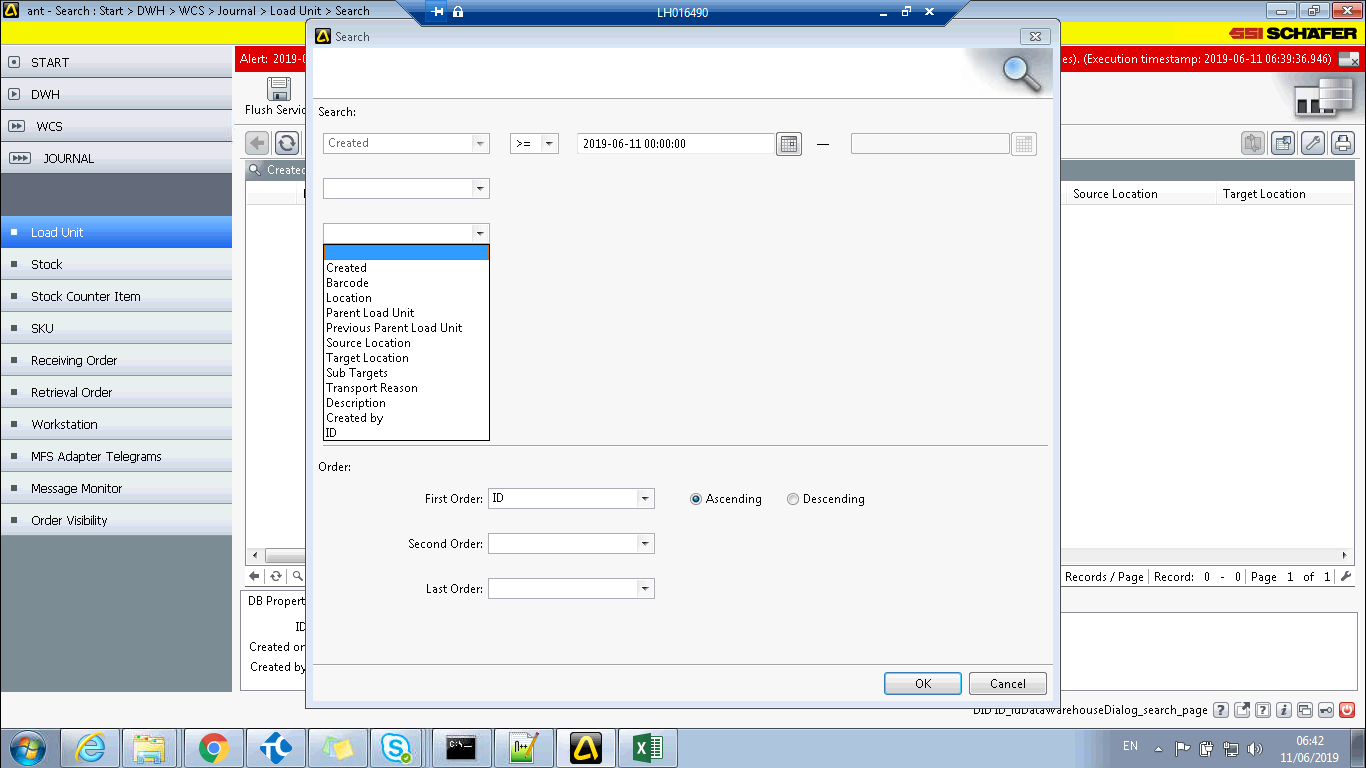 ant - Search : Start > DWH > WCS > Journal > Load Unit > Search
LH016490
Search
SSI SCHÄFER
START
DWH
WCS
JOURNAL
Load Unit
Stock
Stock Counter Item
SKU
Receiving Order
Retrieval Order
Workstation
MFS Adapter Telegrams
Message Monitor
Order Visibility
Alert: 2019-0
es). (Execution timestamp: 2019-06-11 06:39:36.946)
Flush Servic
Created
Source Location
Target Location
Search:
Created
>=
2019-06-11 00:00:00
—
Created
Barcode
Location
Parent Load Unit
Previous Parent Load Unit
Source Location
Target Location
Sub Targets
Transport Reason
Description
Created by
ID
Order:
First Order:
ID
Ascending
Descending
Second Order:
Last Order:
OK
Cancel
Records / Page
Record: 0 - 0
Page 1 of 1
DB Propert
ID
Created on
Created by
DID ID_luDatawarehouseDialog_search_page
EN
06:42
11/06/2019